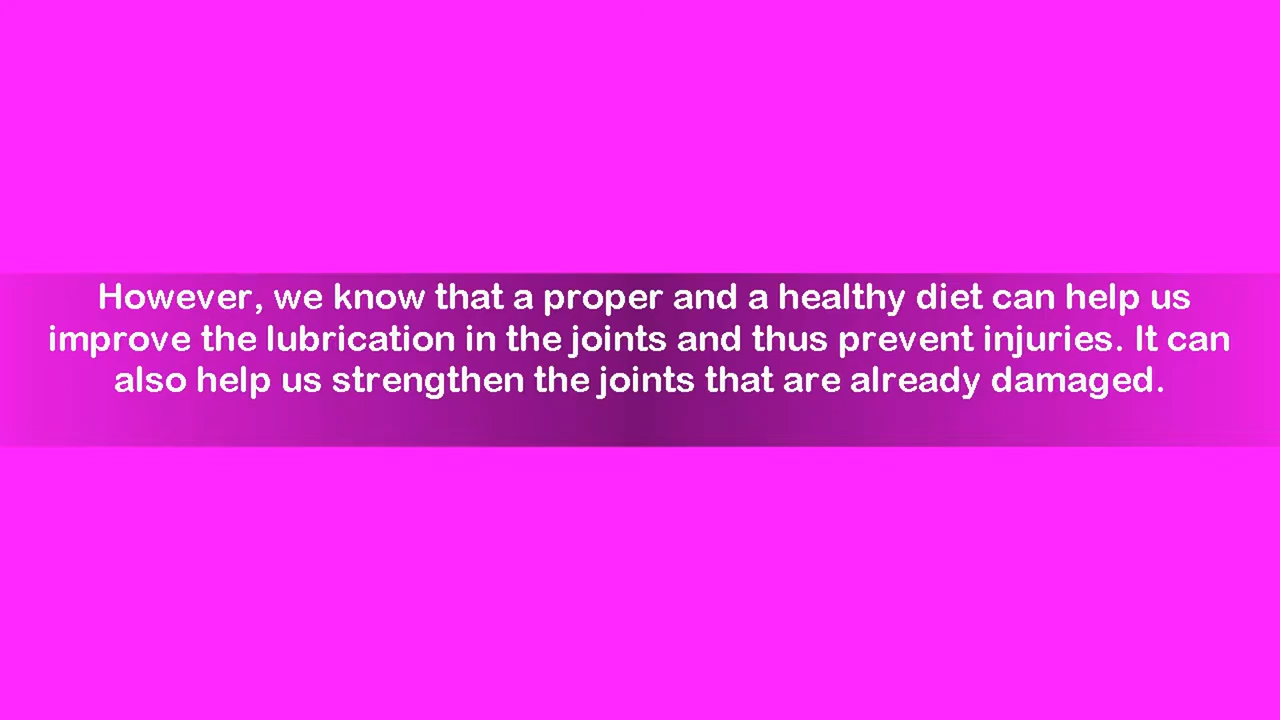 However, we know that a proper and a healthy diet can help us
improve the lubrication in the joints and thus prevent injuries. It can
also help us strengthen the joints that are already damaged.